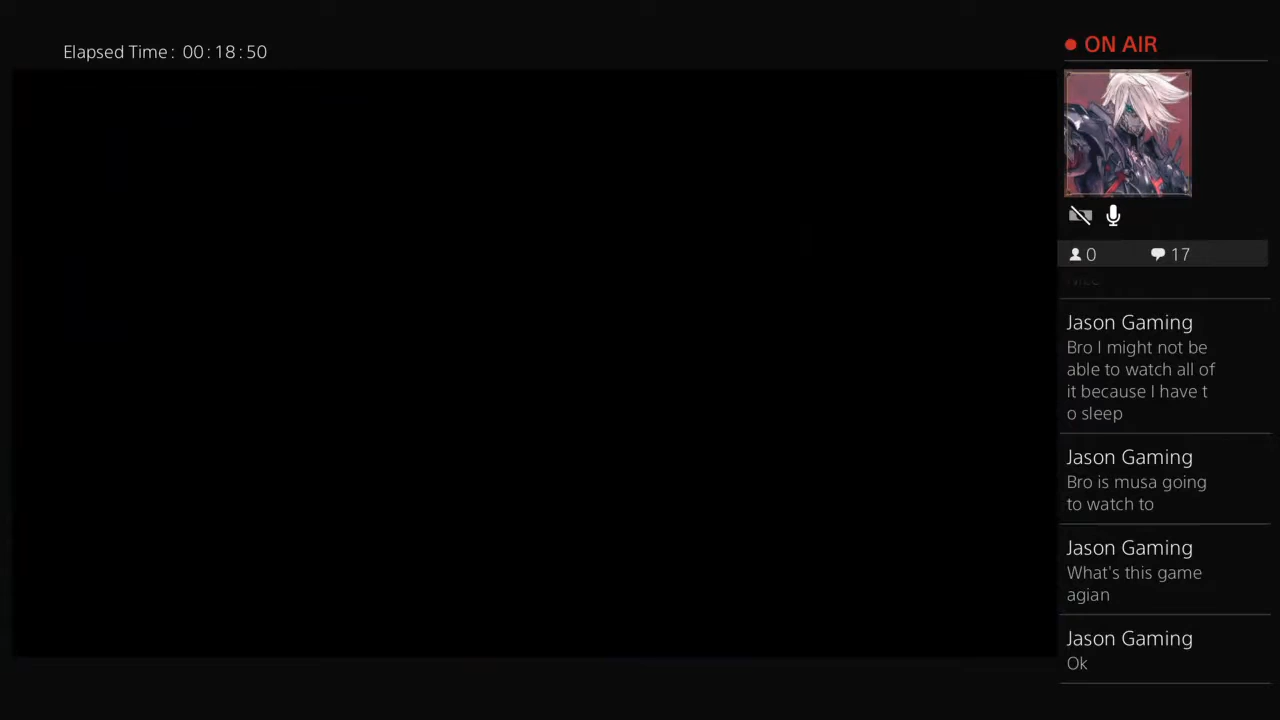 Elapsed Time: 00:18:50
ON AIR
0 17
Jason Gaming
Bro I might not be
able to watch all of
it because I have t
o sleep
Jason Gaming
Bro is musa going
to watch to
Jason Gaming
What's this game
agian
Jason Gaming
Ok